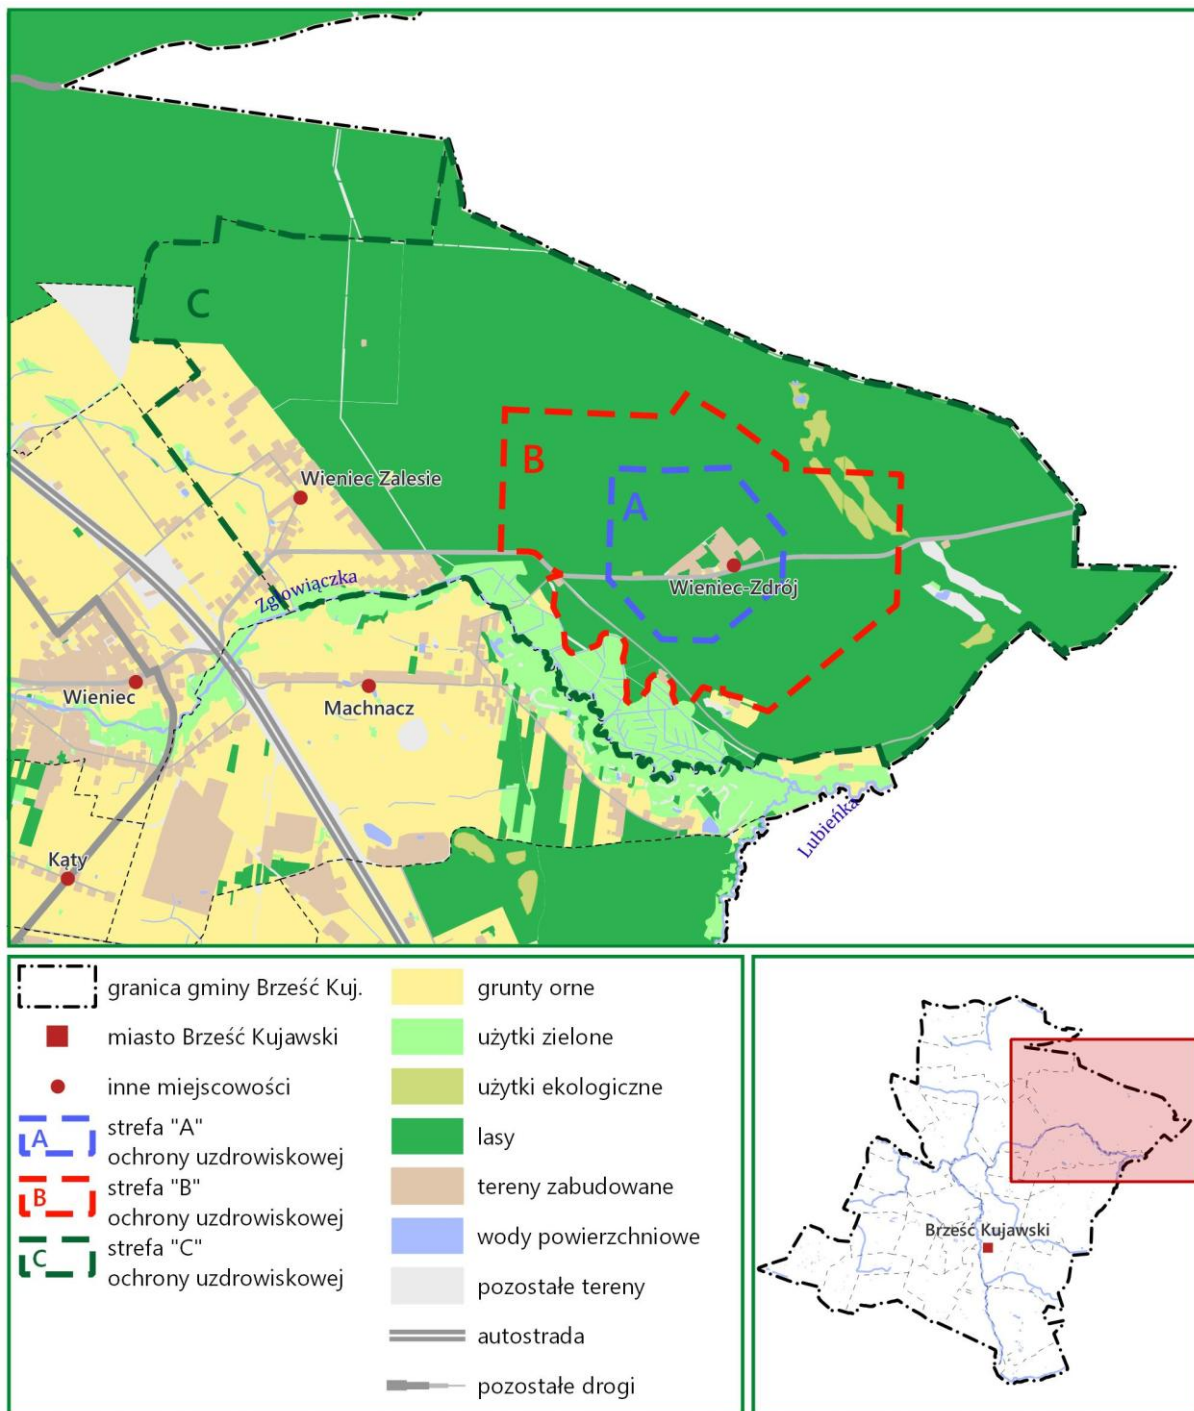 C
B
A
Wieniec Zalesie
Wieniec-Zdrój
Zgłowiączka
Wieniec
Machnacz
Lubieńka
Kąty
granica gminy Brześć Kuj.
miasto Brześć Kujawski
inne miejscowości
A
strefa "A"
ochrony uzdrowiskowej
B
strefa "B"
ochrony uzdrowiskowej
C
strefa "C"
ochrony uzdrowiskowej
grunty orne
użytki zielone
użytki ekologiczne
lasy
tereny zabudowane
wody powierzchniowe
pozostałe tereny
autostrada
pozostałe drogi
Brześć Kujawski